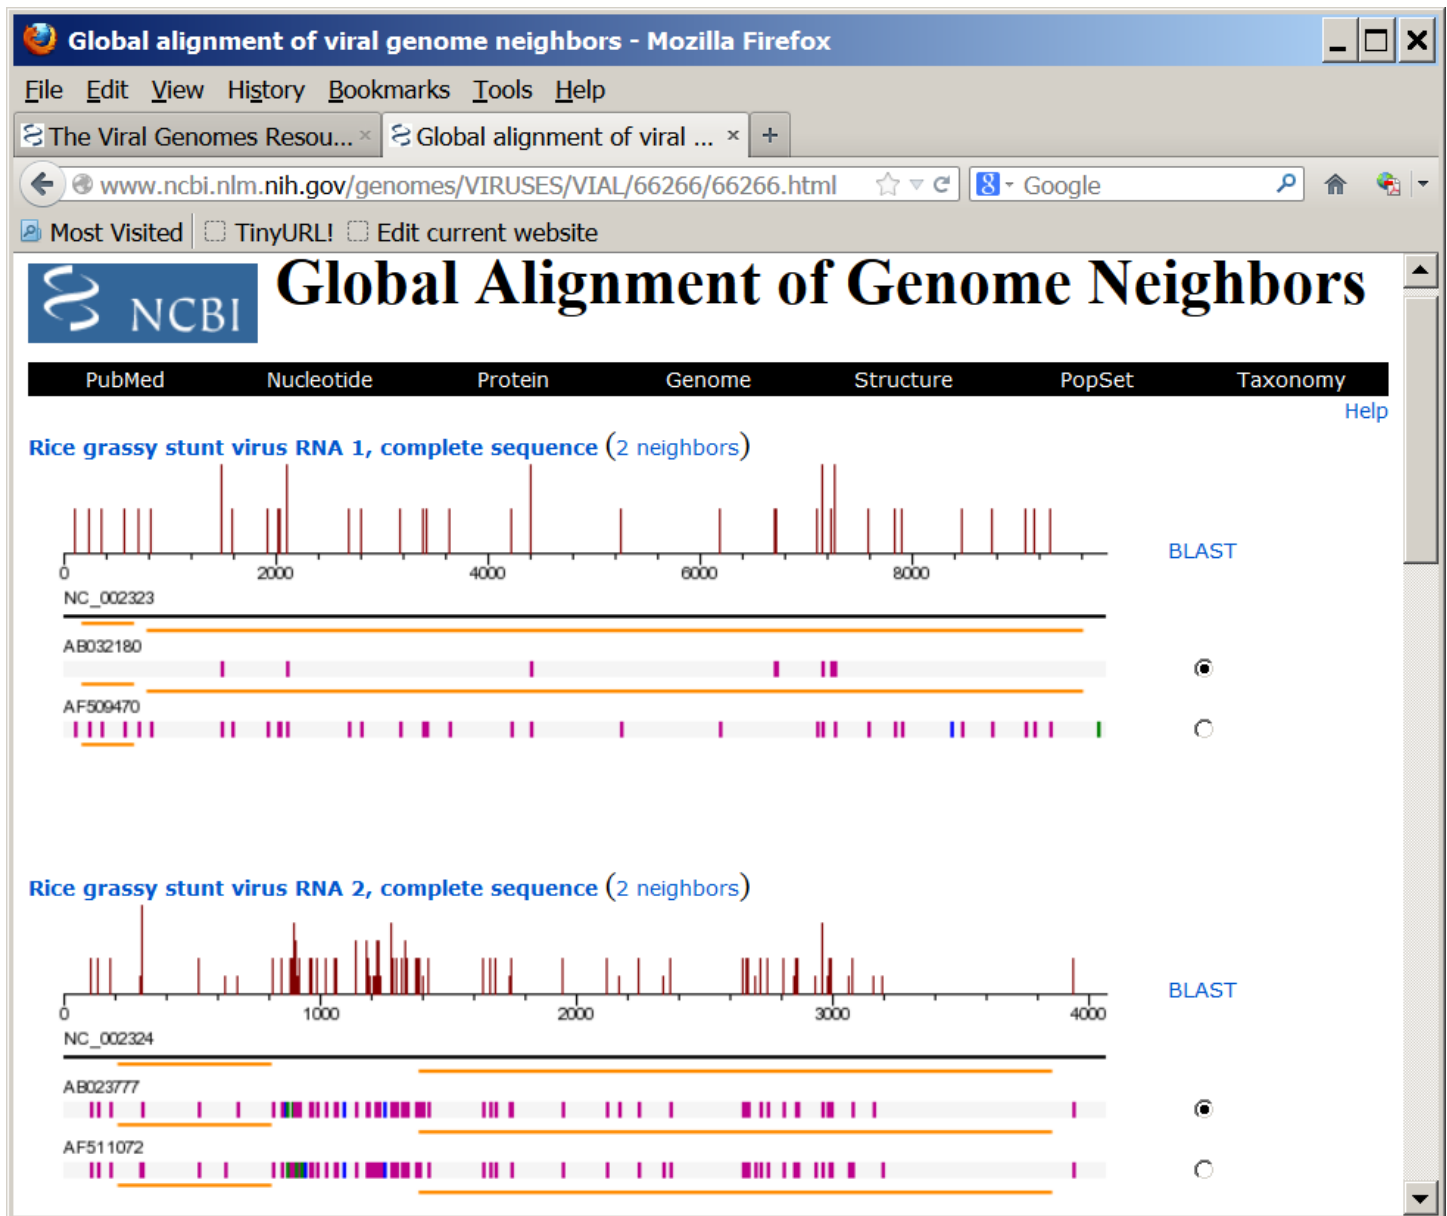 Global alignment of viral genome neighbors - Mozilla Firefox
File Edit View History Bookmarks Tools Help
The Viral Genomes Resou... × Global alignment of viral ... × +
www.ncbi.nlm.nih.gov/genomes/VIRUSES/VIAL/66266/66266.html 8 Google
Most Visited TinyURL! Edit current website
NCBI Global Alignment of Genome Neighbors
PubMed Nucleotide Protein Genome Structure PopSet Taxonomy
Help
Rice grassy stunt virus RNA 1, complete sequence (2 neighbors)
BLAST
0 2000 4000 6000 8000
NC_002323
AB032180
AF509470
Rice grassy stunt virus RNA 2, complete sequence (2 neighbors)
BLAST
0 1000 2000 3000 4000
NC_002324
AB023777
AF511072